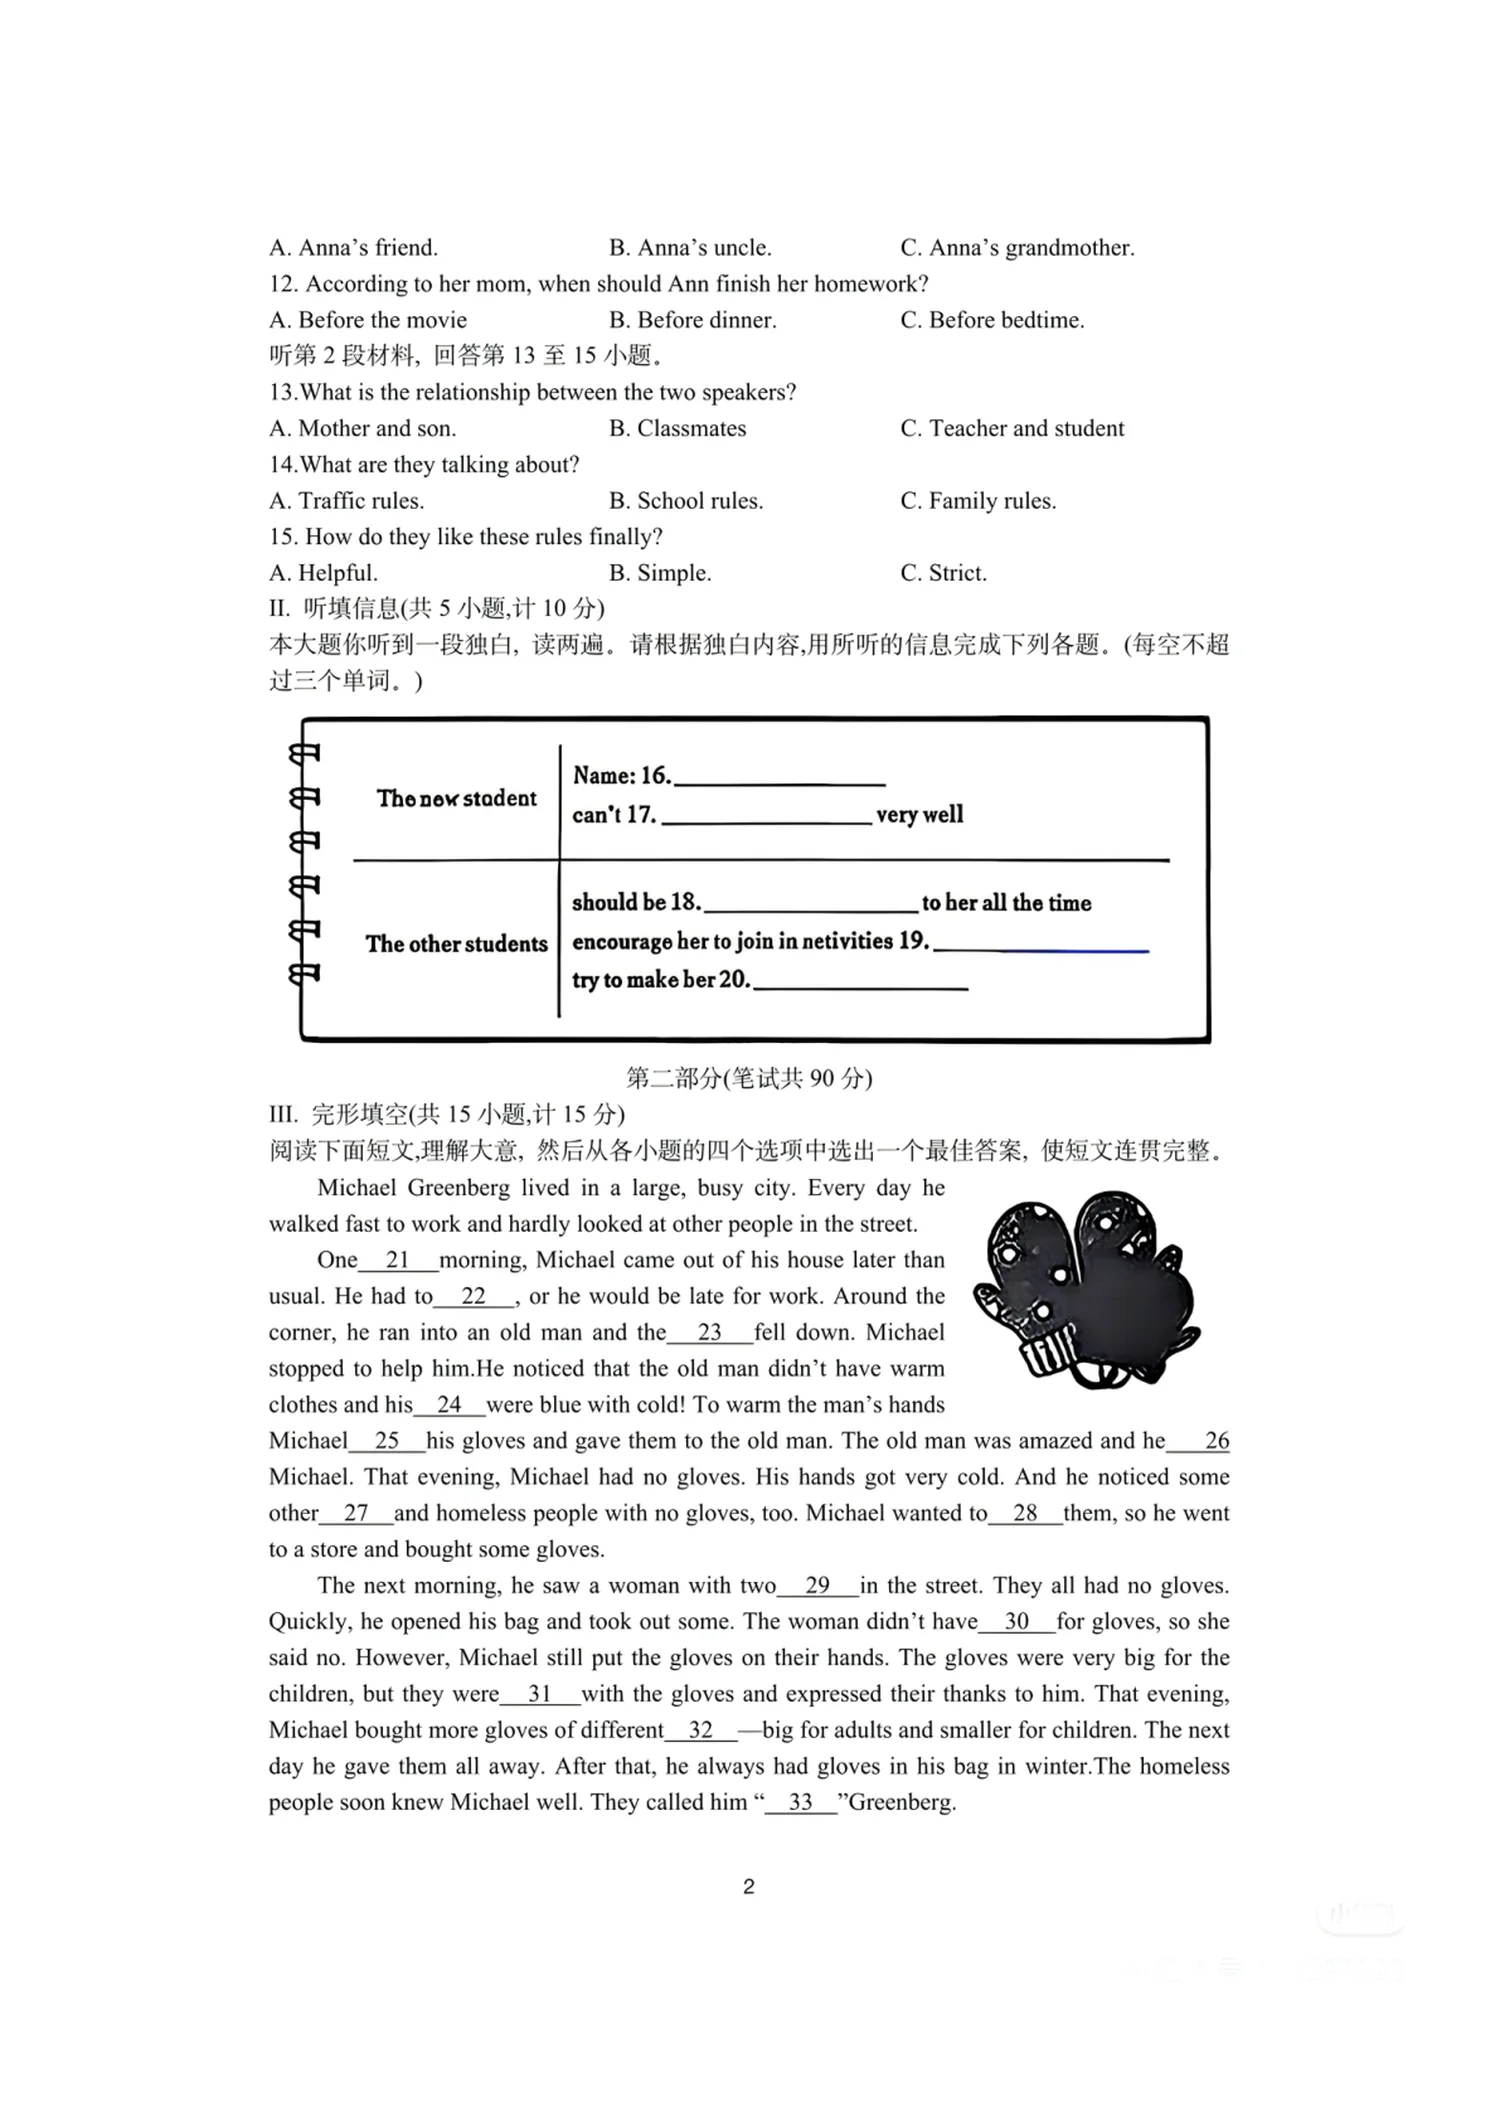 A. Anna's friend. B. Anna's uncle. C. Anna's grandmother.
12. According to her mom, when should Ann finish her homework?
A. Before the movie B. Before dinner. C. Before bedtime.
听第 2 段材料, 回答第 13 至 15 小题。
13.What is the relationship between the two speakers?
A. Mother and son. B. Classmates C. Teacher and student
14.What are they talking about?
A. Traffic rules. B. School rules. C. Family rules.
15. How do they like these rules finally?
A. Helpful. B. Simple. C. Strict.
II. 听填信息(共 5 小题,计 10 分)
本大题你听到一段独白, 读两遍。请根据独白内容,用所听的信息完成下列各题。(每空不超
过三个单词。)
The new stodent
Name: 16.
can't 17. very well
The other students
should be 18. to her all the time
encourage her to join in netivities 19.
try to make ber 20.
第二部分(笔试共 90 分)
III. 完形填空(共 15 小题,计 15 分)
阅读下面短文,理解大意, 然后从各小题的四个选项中选出一个最佳答案, 使短文连贯完整。
Michael Greenberg lived in a large, busy city. Every day he
walked fast to work and hardly looked at other people in the street.
One 21 morning, Michael came out of his house later than
usual. He had to 22 , or he would be late for work. Around the
corner, he ran into an old man and the 23 fell down. Michael
stopped to help him.He noticed that the old man didn't have warm
clothes and his 24 were blue with cold! To warm the man's hands
Michael 25 his gloves and gave them to the old man. The old man was amazed and he 26
Michael. That evening, Michael had no gloves. His hands got very cold. And he noticed some
other 27 and homeless people with no gloves, too. Michael wanted to 28 them, so he went
to a store and bought some gloves.
The next morning, he saw a woman with two 29 in the street. They all had no gloves.
Quickly, he opened his bag and took out some. The woman didn't have 30 for gloves, so she
said no. However, Michael still put the gloves on their hands. The gloves were very big for the
children, but they were 31 with the gloves and expressed their thanks to him. That evening,
Michael bought more gloves of different 32 —big for adults and smaller for children. The next
day he gave them all away. After that, he always had gloves in his bag in winter.The homeless
people soon knew Michael well. They called him “ 33 ”Greenberg.
2